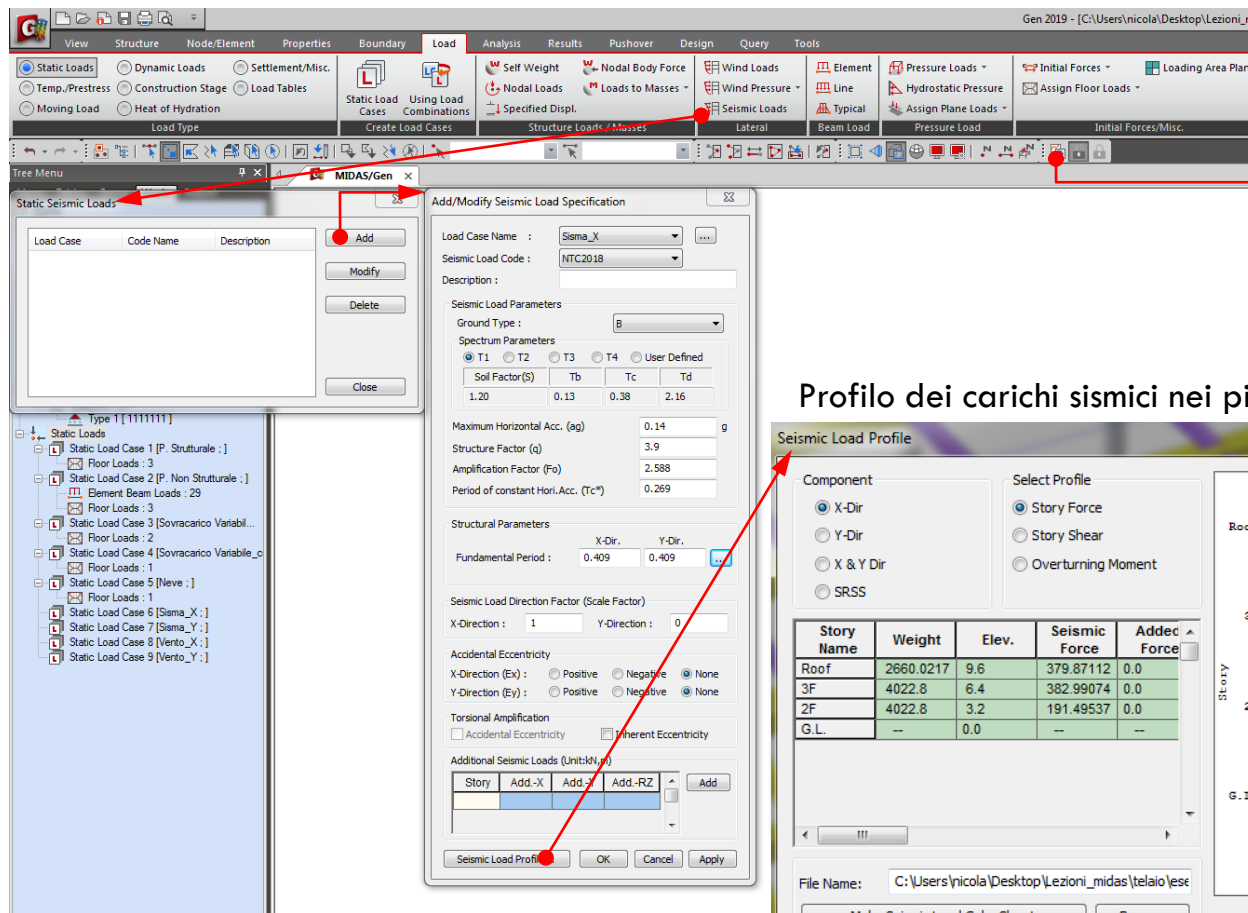 Gen 2019 - [C:\Users\nicola\Desktop\Lezioni_m
View Structure Node/Element Properties Boundary Load Analysis Results Pushover Design Query Tools
Static Loads Dynamic Loads Settlement/Misc.
Temp./Prestress Construction Stage Load Tables
Moving Load Heat of Hydration
Load Type
Static Load Cases
Using Load Combinations
Create Load Cases
Self Weight Nodal Body Force
Nodal Loads Loads to Masses
Specified Displ.
Structure Loads / Masses
Wind Loads
Wind Pressure
Seismic Loads
Lateral
Element
Line
Typical
Beam Load
Pressure Loads
Hydrostatic Pressure
Assign Plane Loads
Pressure Load
Initial Forces Loading Area Plan
Assign Floor Loads
Initial Forces/Misc.
Tree Menu
MIDAS/Gen
Static Seismic Loads
Load Case Code Name Description
Add
Modify
Delete
Close
Type 1 [ 1111111 ]
Static Loads
Static Load Case 1 [P. Strutturale ; ]
Floor Loads : 3
Static Load Case 2 [P. Non Strutturale ; ]
Element Beam Loads : 29
Floor Loads : 3
Static Load Case 3 [Sovracarico Variabil...
Floor Loads : 2
Static Load Case 4 [Sovracarico Variabile_c
Floor Loads : 1
Static Load Case 5 [Neve ; ]
Floor Loads : 1
Static Load Case 6 [Sisma_X ; ]
Static Load Case 7 [Sisma_Y ; ]
Static Load Case 8 [Vento_X ; ]
Static Load Case 9 [Vento_Y ; ]
Add/Modify Seismic Load Specification
Load Case Name : Sisma_X ...
Seismic Load Code : NTC2018
Description :
Seismic Load Parameters
Ground Type : B
Spectrum Parameters
T1 T2 T3 T4 User Defined
Soil Factor(S) Tb Tc Td
1.20 0.13 0.38 2.16
Maximum Horizontal Acc. (ag) 0.14 g
Structure Factor (q) 3.9
Amplification Factor (Fo) 2.588
Period of constant Hori.Acc. (Tc*) 0.269
Structural Parameters
X-Dir. Y-Dir.
Fundamental Period : 0.409 0.409 ...
Seismic Load Direction Factor (Scale Factor)
X-Direction : 1 Y-Direction : 0
Accidental Eccentricity
X-Direction (Ex) : Positive Negative None
Y-Direction (Ey) : Positive Negative None
Torsional Amplification
Accidental Eccentricity Inherent Eccentricity
Additional Seismic Loads (Unit:kN,m)
Story Add.-X Add.-Y Add.-RZ Add
Seismic Load Profil OK Cancel Apply
Profilo dei carichi sismici nei pi
Seismic Load Profile
Component
X-Dir
Y-Dir
X & Y Dir
SRSS
Select Profile
Story Force
Story Shear
Overturning Moment
Story Name Weight Elev. Seismic Force Added Force
Roof 2660.0217 9.6 379.87112 0.0
3F 4022.8 6.4 382.99074 0.0
2F 4022.8 3.2 191.49537 0.0
G.L. -- 0.0 -- --
Story
File Name: C:\Users\nicola\Desktop\Lezioni_midas\telaio\ese